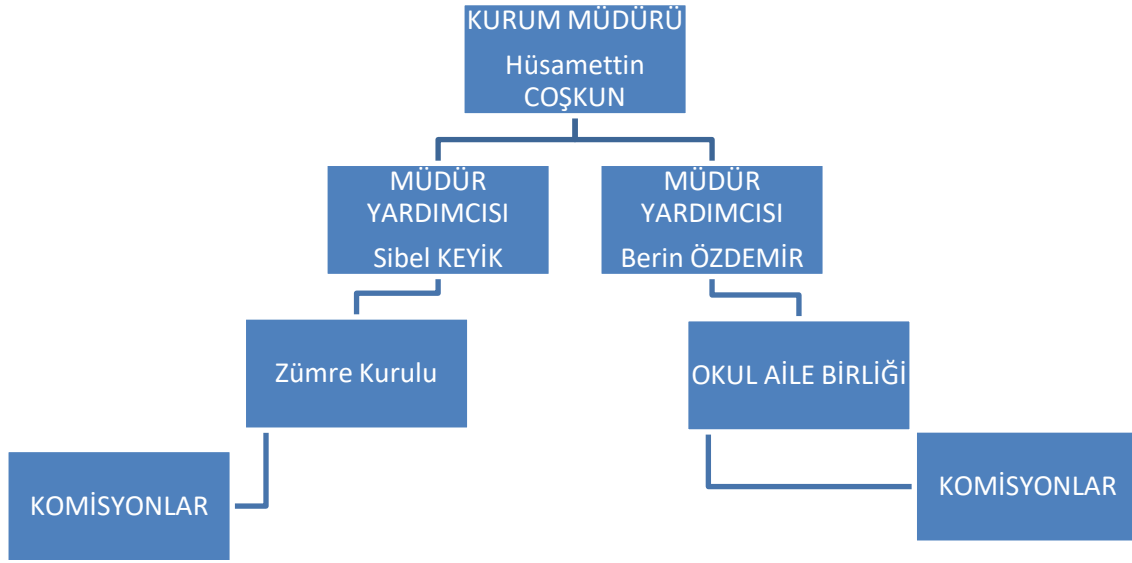 KURUM MÜDÜRÜ
Hüsamettin
COŞKUN
MÜDÜR
YARDIMCISI
Sibel KEYİK
MÜDÜR
YARDIMCISI
Berin ÖZDEMİR
Zümre Kurulu
OKUL AİLE BİRLİĞİ
KOMİSYONLAR
KOMİSYONLAR